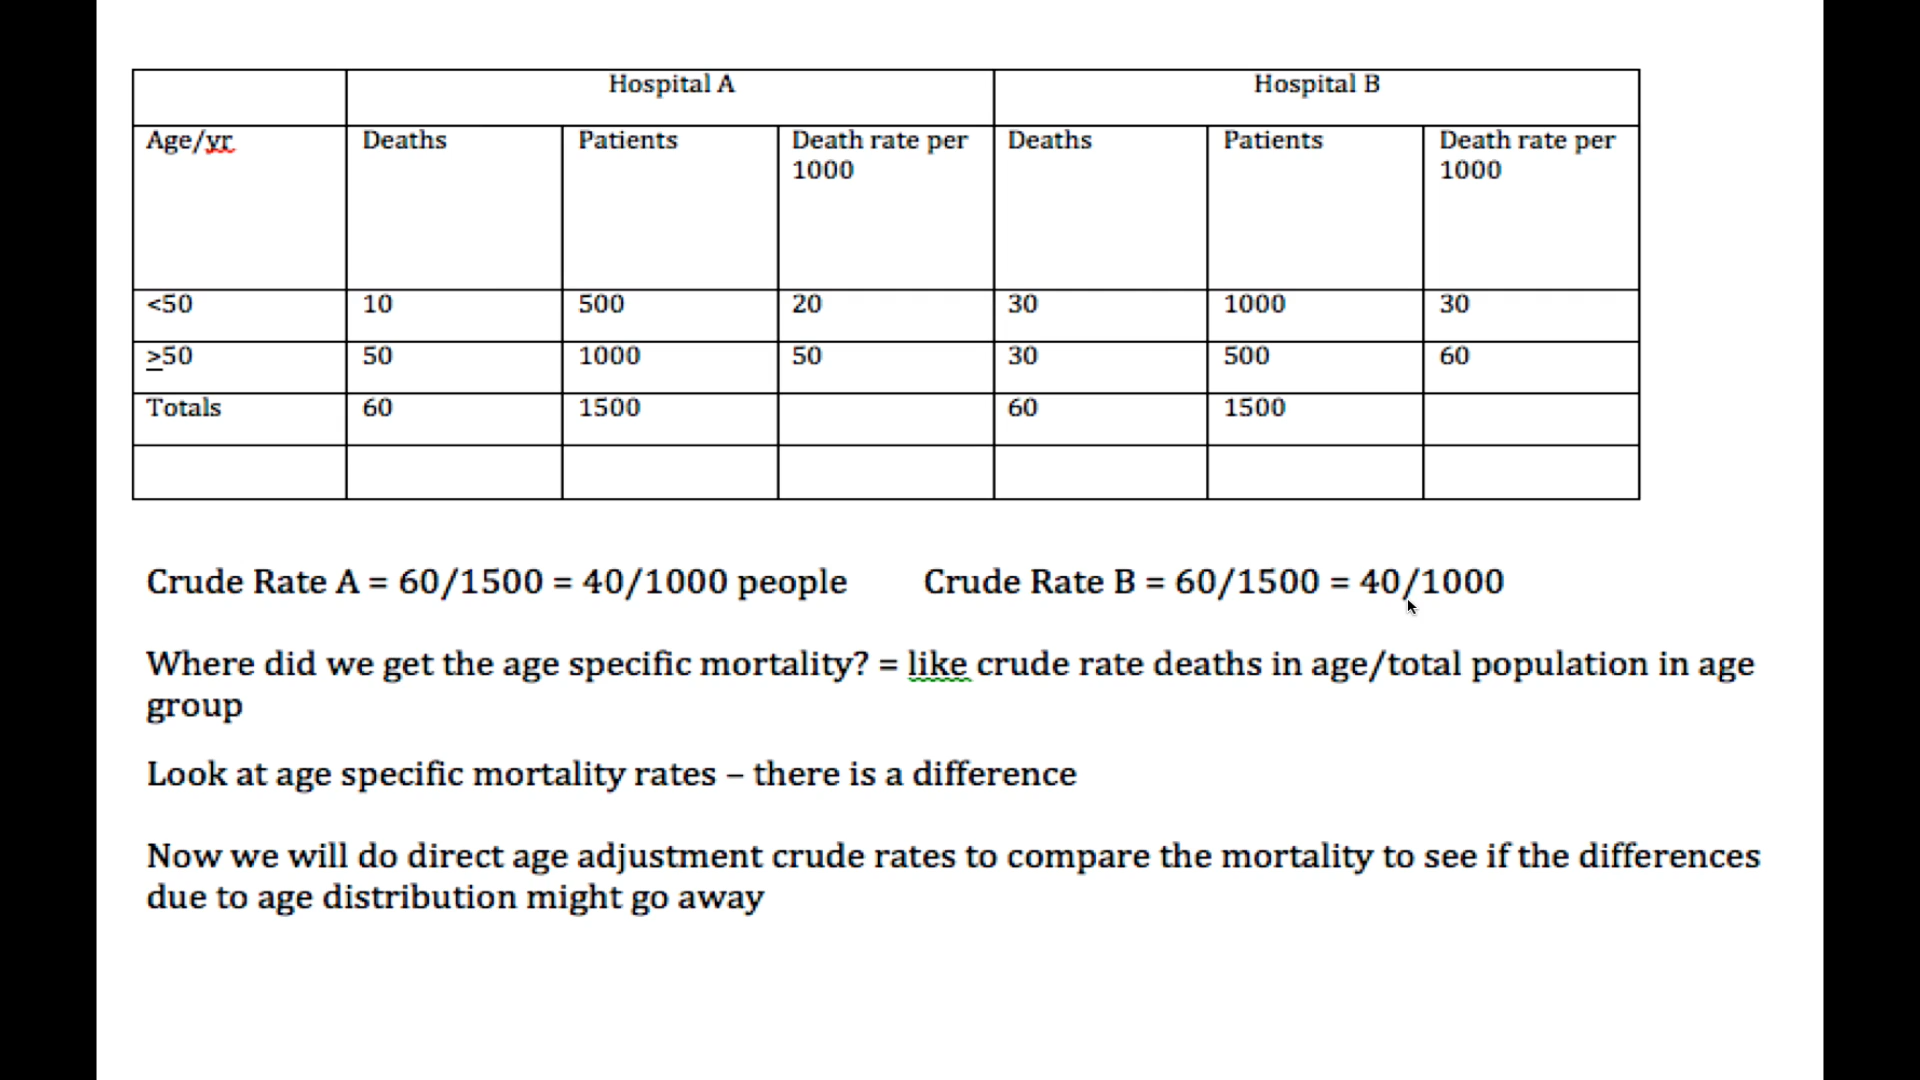 Hospital A Hospital B
Age/yr Deaths Patients Death rate per 1000 Deaths Patients Death rate per 1000
<50 10 500 20 30 1000 30
≥50 50 1000 50 30 500 60
Totals 60 1500 60 1500
Crude Rate A = 60/1500 = 40/1000 people Crude Rate B = 60/1500 = 40/1000
Where did we get the age specific mortality? = like crude rate deaths in age/total population in age
group
Look at age specific mortality rates – there is a difference
Now we will do direct age adjustment crude rates to compare the mortality to see if the differences
due to age distribution might go away